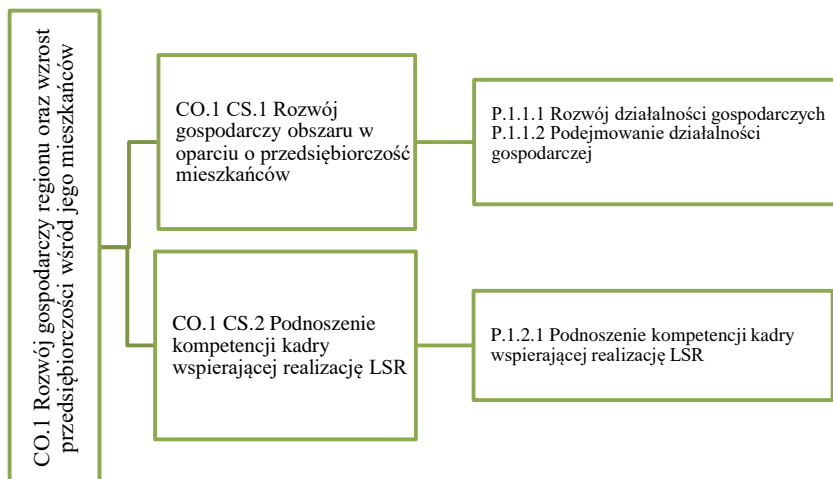 CO.1 Rozwój gospodarczy regionu oraz wzrost
przedsiębiorczości wśród jego mieszkańców
CO.1 CS.1 Rozwój
gospodarczy obszaru w
oparciu o przedsiębiorczość
mieszkańców
P.1.1.1 Rozwój działalności gospodarczych
P.1.1.2 Podejmowanie działalności
gospodarczej
CO.1 CS.2 Podnoszenie
kompetencji kadry
wspierającej realizację LSR
P.1.2.1 Podnoszenie kompetencji kadry
wspierającej realizację LSR